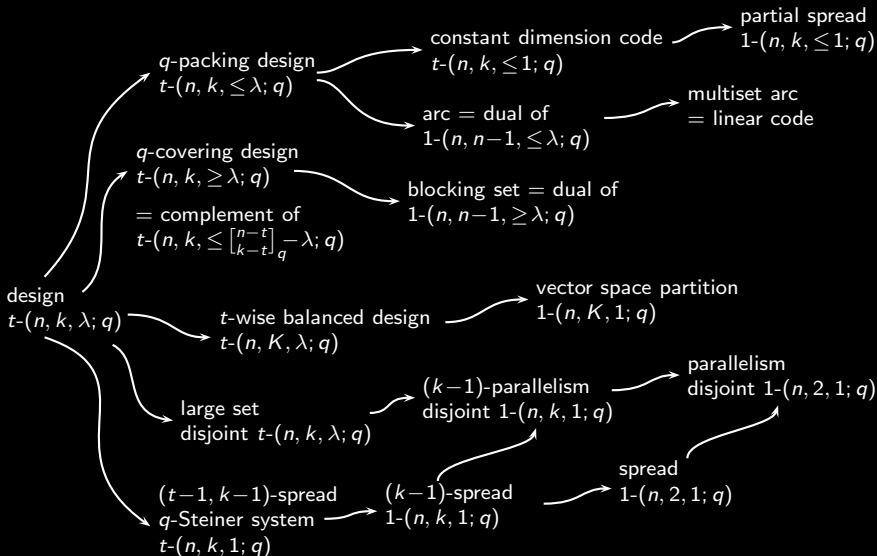 partial spread
1-(n, k, ≤1; q)
constant dimension code
t-(n, k, ≤1; q)
q-packing design
t-(n, k, ≤λ; q)
multiset arc
= linear code
arc = dual of
1-(n, n−1, ≤λ; q)
q-covering design
t-(n, k, ≥λ; q)
= complement of
t-(n, k, ≤[n−t k−t]_q−λ; q)
blocking set = dual of
1-(n, n−1, ≥λ; q)
design
t-(n, k, λ; q)
t-wise balanced design
t-(n, K, λ; q)
vector space partition
1-(n, K, 1; q)
large set
disjoint t-(n, k, λ; q)
(k−1)-parallelism
disjoint 1-(n, k, 1; q)
parallelism
disjoint 1-(n, 2, 1; q)
(t−1, k−1)-spread
q-Steiner system
t-(n, k, 1; q)
(k−1)-spread
1-(n, k, 1; q)
spread
1-(n, 2, 1; q)